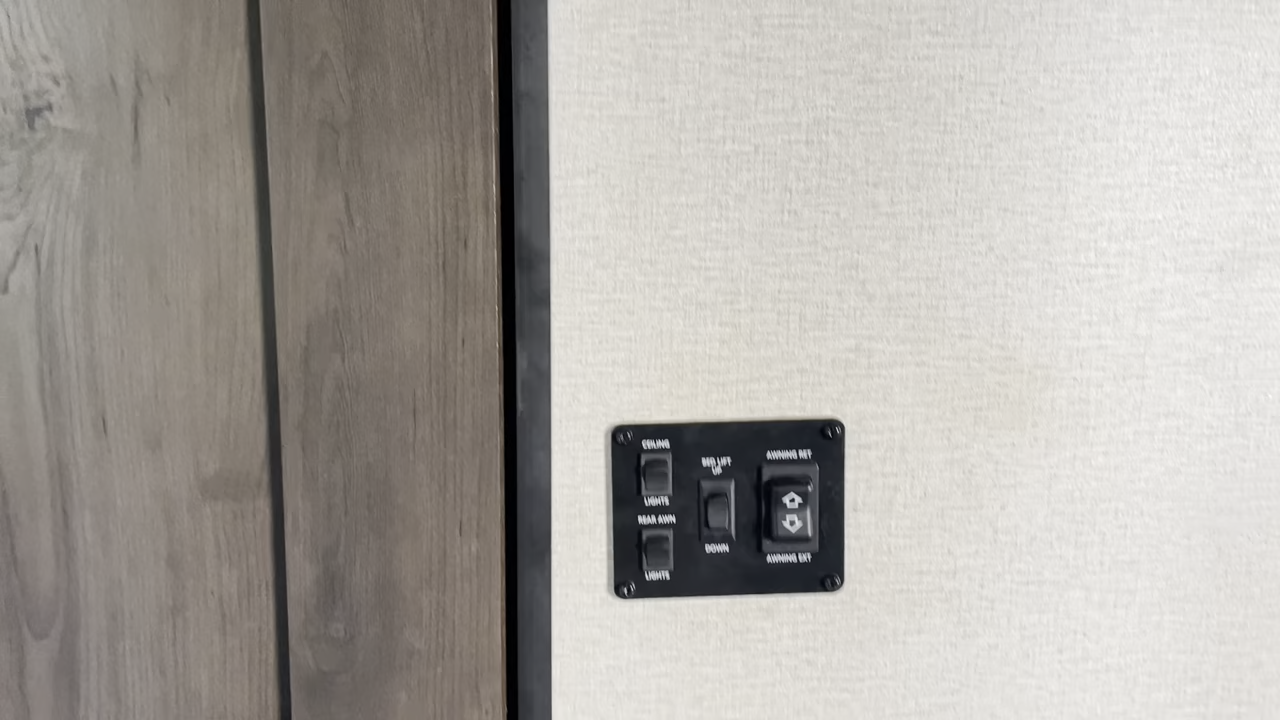 CEILING
LIGHTS
REAR AWN
LIGHTS
BED LIFT
UP
DOWN
AWNING RET
AWNING EXT